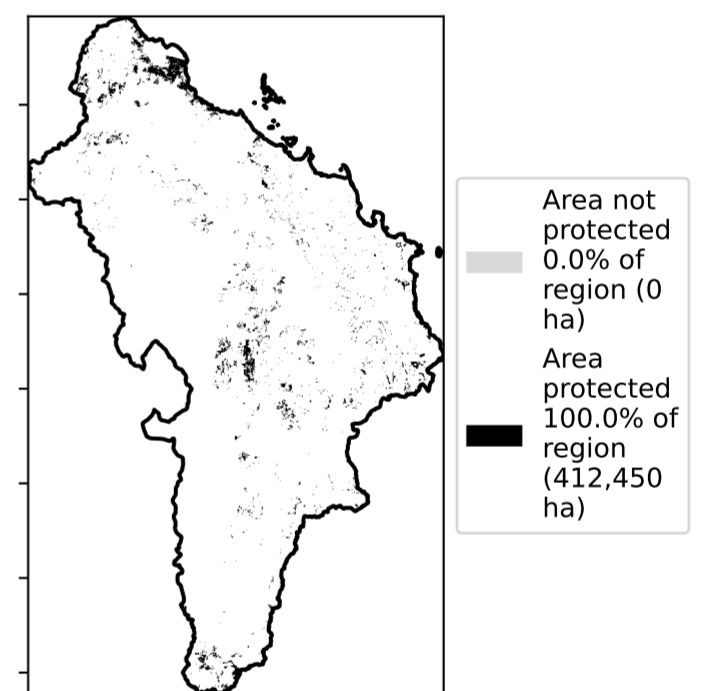 Area not
protected
0.0% of
region (0
ha)
Area
protected
100.0% of
region
(412,450
ha)